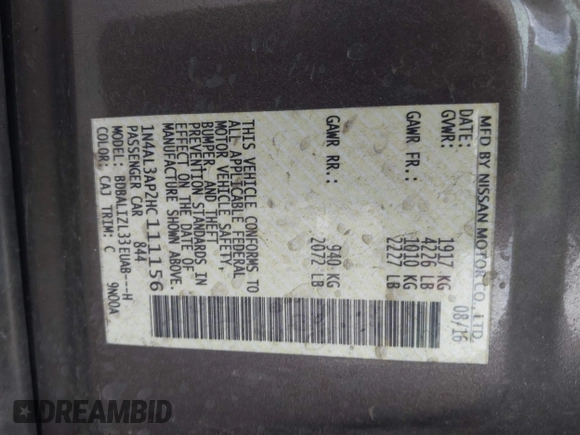 MFD BY NISSAN MOTOR CO., LTD.
DATE: 08/16
GVWR: 1917 KG
4226 LB
GAWR FR.: 1010 KG
2227 LB
GAWR RR.: 940 KG
2072 LB
THIS VEHICLE CONFORMS TO
ALL APPLICABLE FEDERAL
MOTOR VEHICLE SAFETY,
BUMPER, AND THEFT
PREVENTION STANDARDS IN
EFFECT ON THE DATE OF
MANUFACTURE SHOWN ABOVE.
1N4AL3AP2HC111156
PASSENGER CAR 844
MODEL: BDBALIZL33EUAB---H
COLOR: CAJ TRIM: C 9N00A
DREAMBID